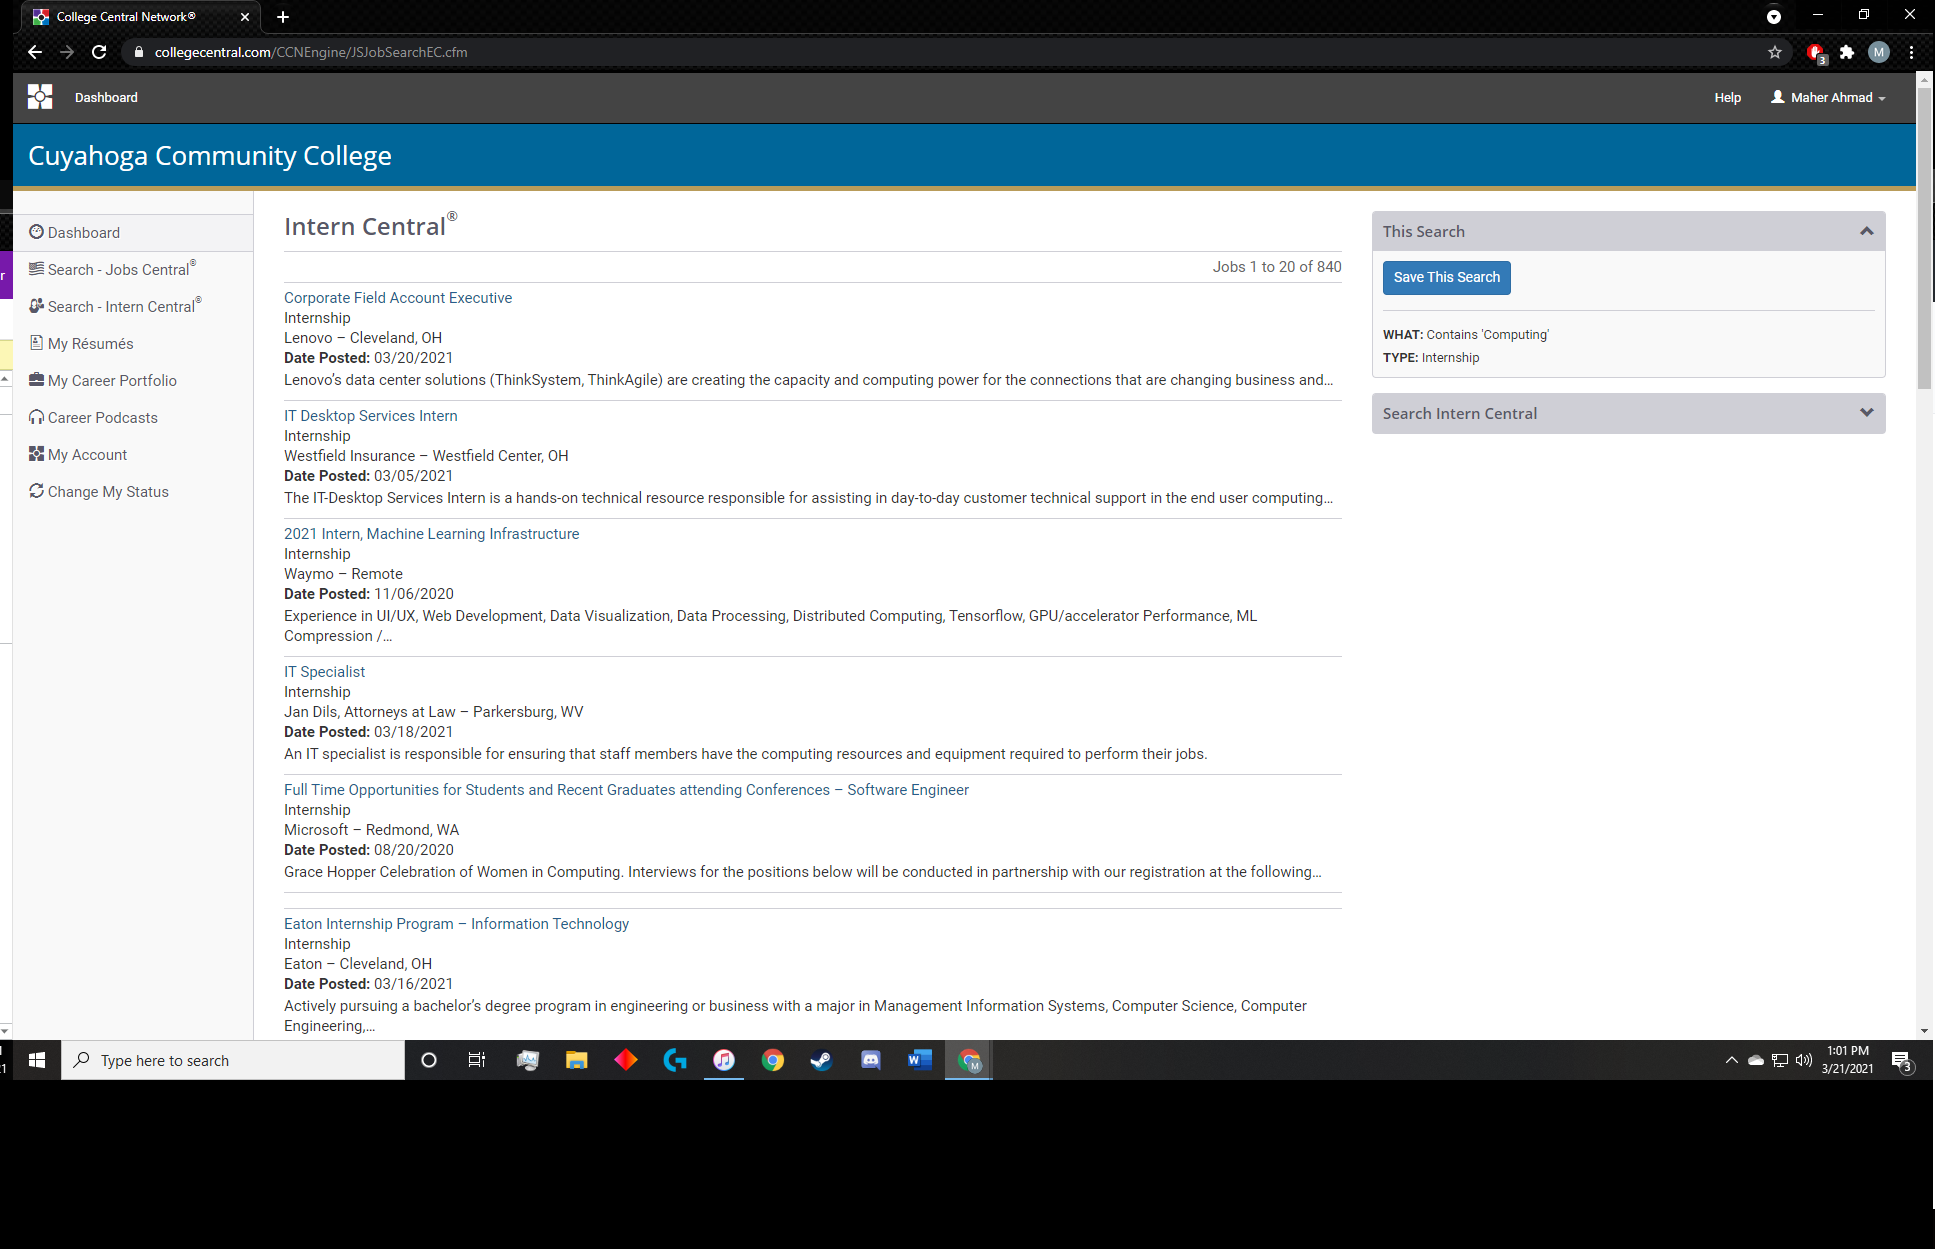 College Central Network®
collegecentral.com/CCNEngine/JSJobSearchEC.cfm
3
M
Dashboard
Help
Maher Ahmad
Cuyahoga Community College
Dashboard
Search - Jobs Central®
Search - Intern Central®
My Résumés
My Career Portfolio
Career Podcasts
My Account
Change My Status
r
Intern Central®
Jobs 1 to 20 of 840
Corporate Field Account Executive
Internship
Lenovo – Cleveland, OH
Date Posted: 03/20/2021
Lenovo’s data center solutions (ThinkSystem, ThinkAgile) are creating the capacity and computing power for the connections that are changing business and...
IT Desktop Services Intern
Internship
Westfield Insurance – Westfield Center, OH
Date Posted: 03/05/2021
The IT-Desktop Services Intern is a hands-on technical resource responsible for assisting in day-to-day customer technical support in the end user computing...
2021 Intern, Machine Learning Infrastructure
Internship
Waymo – Remote
Date Posted: 11/06/2020
Experience in UI/UX, Web Development, Data Visualization, Data Processing, Distributed Computing, Tensorflow, GPU/accelerator Performance, ML
Compression /...
IT Specialist
Internship
Jan Dils, Attorneys at Law – Parkersburg, WV
Date Posted: 03/18/2021
An IT specialist is responsible for ensuring that staff members have the computing resources and equipment required to perform their jobs.
Full Time Opportunities for Students and Recent Graduates attending Conferences – Software Engineer
Internship
Microsoft – Redmond, WA
Date Posted: 08/20/2020
Grace Hopper Celebration of Women in Computing. Interviews for the positions below will be conducted in partnership with our registration at the following...
Eaton Internship Program – Information Technology
Internship
Eaton – Cleveland, OH
Date Posted: 03/16/2021
Actively pursuing a bachelor’s degree program in engineering or business with a major in Management Information Systems, Computer Science, Computer
Engineering,...
This Search
Save This Search
WHAT: Contains 'Computing'
TYPE: Internship
Search Intern Central
Type here to search
W
M
1:01 PM
3/21/2021
3